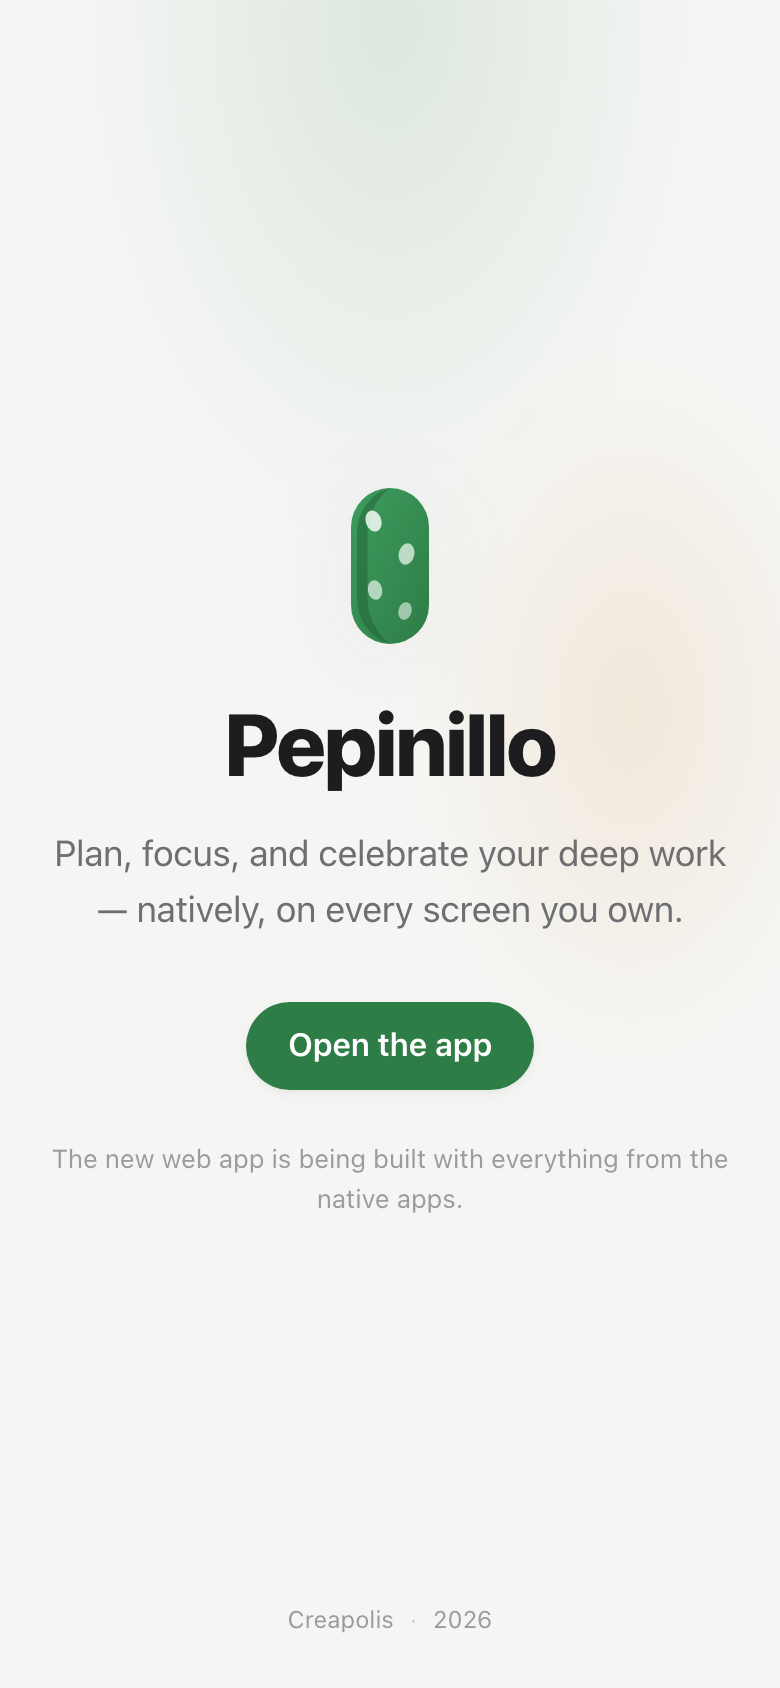 Pepinillo
Plan, focus, and celebrate your deep work
— natively, on every screen you own.
Open the app
The new web app is being built with everything from the
native apps.
Creapolis · 2026